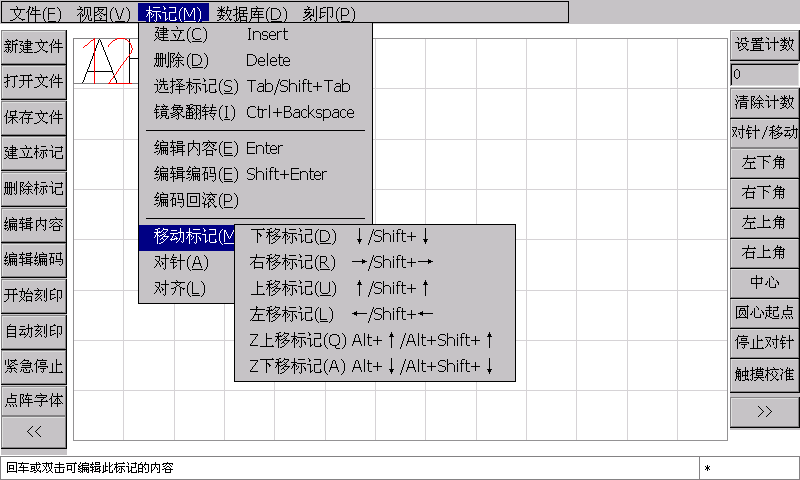 文件(F) 视图(V) 标记(M) 数据库(D) 刻印(P)
新建文件
打开文件
保存文件
建立标记
删除标记
编辑内容
编辑编码
开始刻印
自动刻印
紧急停止
点阵字体
<<
建立(C) Insert
删除(D) Delete
选择标记(S) Tab/Shift+Tab
镜象翻转(I) Ctrl+Backspace
编辑内容(E) Enter
编辑编码(E) Shift+Enter
编码回滚(P)
移动标记(M
对针(A)
对齐(L)
下移标记(D) ↓/Shift+↓
右移标记(R) →/Shift+→
上移标记(U) ↑/Shift+↑
左移标记(L) ←/Shift+←
Z上移标记(Q) Alt+↑/Alt+Shift+↑
Z下移标记(A) Alt+↓/Alt+Shift+↓
设置计数
0
清除计数
对针/移动
左下角
右下角
左上角
右上角
中心
圆心起点
停止对针
触摸校准
>>
回车或双击可编辑此标记的内容
*